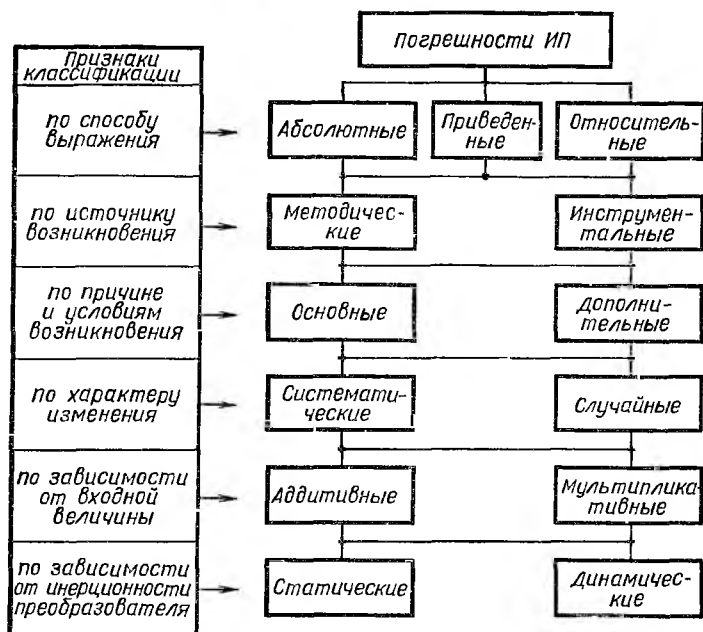 Погрешности ИП
Признаки
классификации
по способу
выражения
Абсолютные
Приведен-
ные
Относитель-
ные
по источнику
возникновения
Методичес-
кие
Инструмен-
тальные
по причине
и условиям
возникновения
Основные
Дополни-
тельные
по характеру
изменения
Системати-
ческие
Случайные
по зависимости
от входной
величины
Аддитивные
Мультиплика-
тивные
по зависимости
от инерционности
преобразователя
Статические
Динамичес-
кие